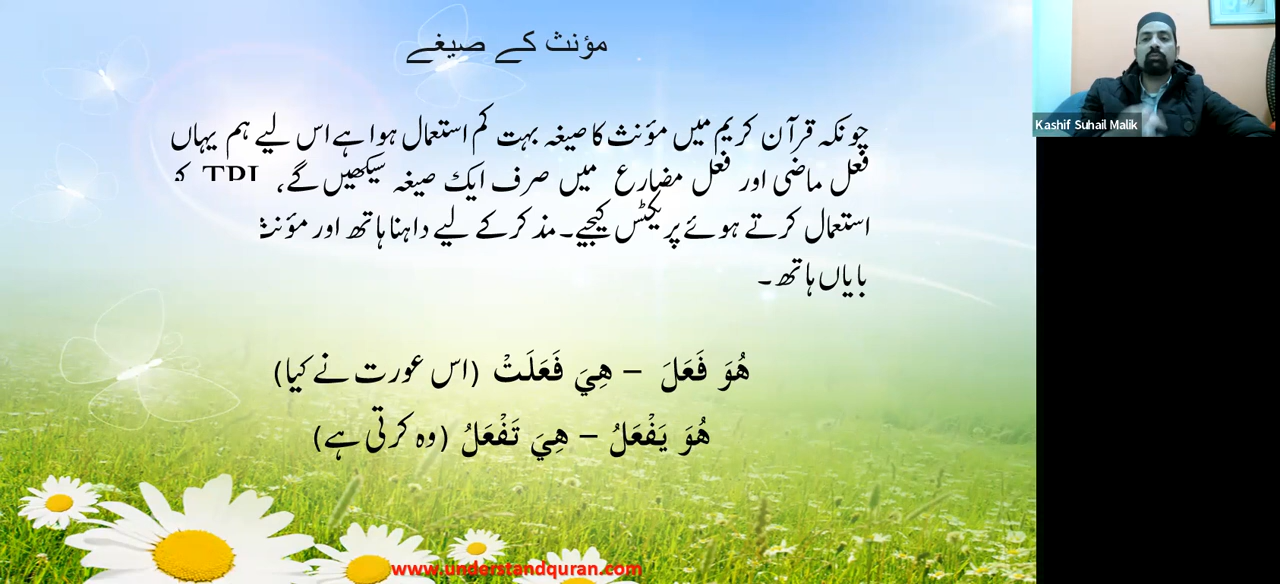 مؤنث کے صیغے
چونکہ قرآن کریم میں مؤنث کا صیغہ بہت کم استعمال ہوا ہے اس لیے ہم یہاں
فعل ماضی اور فعل مضارع میں صرف ایک صیغہ سیکھیں گے، TPI
استعمال کرتے ہوئے پریکٹس کیجیے۔ مذکر کے لیے داہنا ہاتھ اور مؤنث
بایاں ہاتھ ۔
هُوَ فَعَلَ – هِيَ فَعَلَتْ (اس عورت نے کیا)
هُوَ يَفْعَلُ – هِيَ تَفْعَلُ (وہ کرتی ہے)
www.understandquran.com
Kashif Suhail Malik